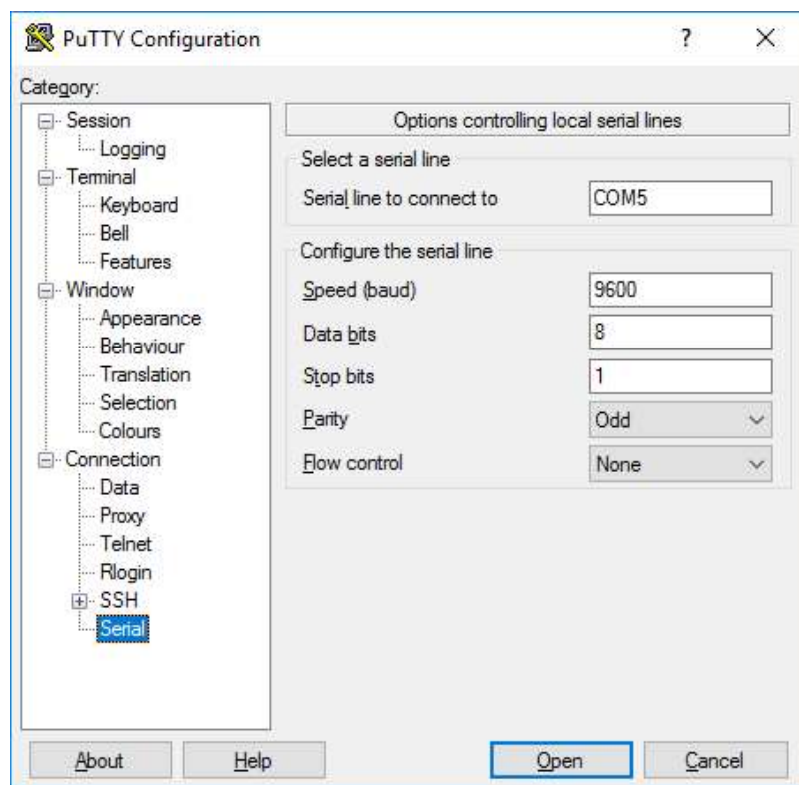 PuTTY Configuration
?
Category:
Session
Logging
Terminal
Keyboard
Bell
Features
Window
Appearance
Behaviour
Translation
Selection
Colours
Connection
Data
Proxy
Telnet
Rlogin
SSH
Serial
Options controlling local serial lines
Select a serial line
Serial line to connect to COM5
Configure the serial line
Speed (baud) 9600
Data bits 8
Stop bits 1
Parity Odd
Flow control None
About Help Open Cancel